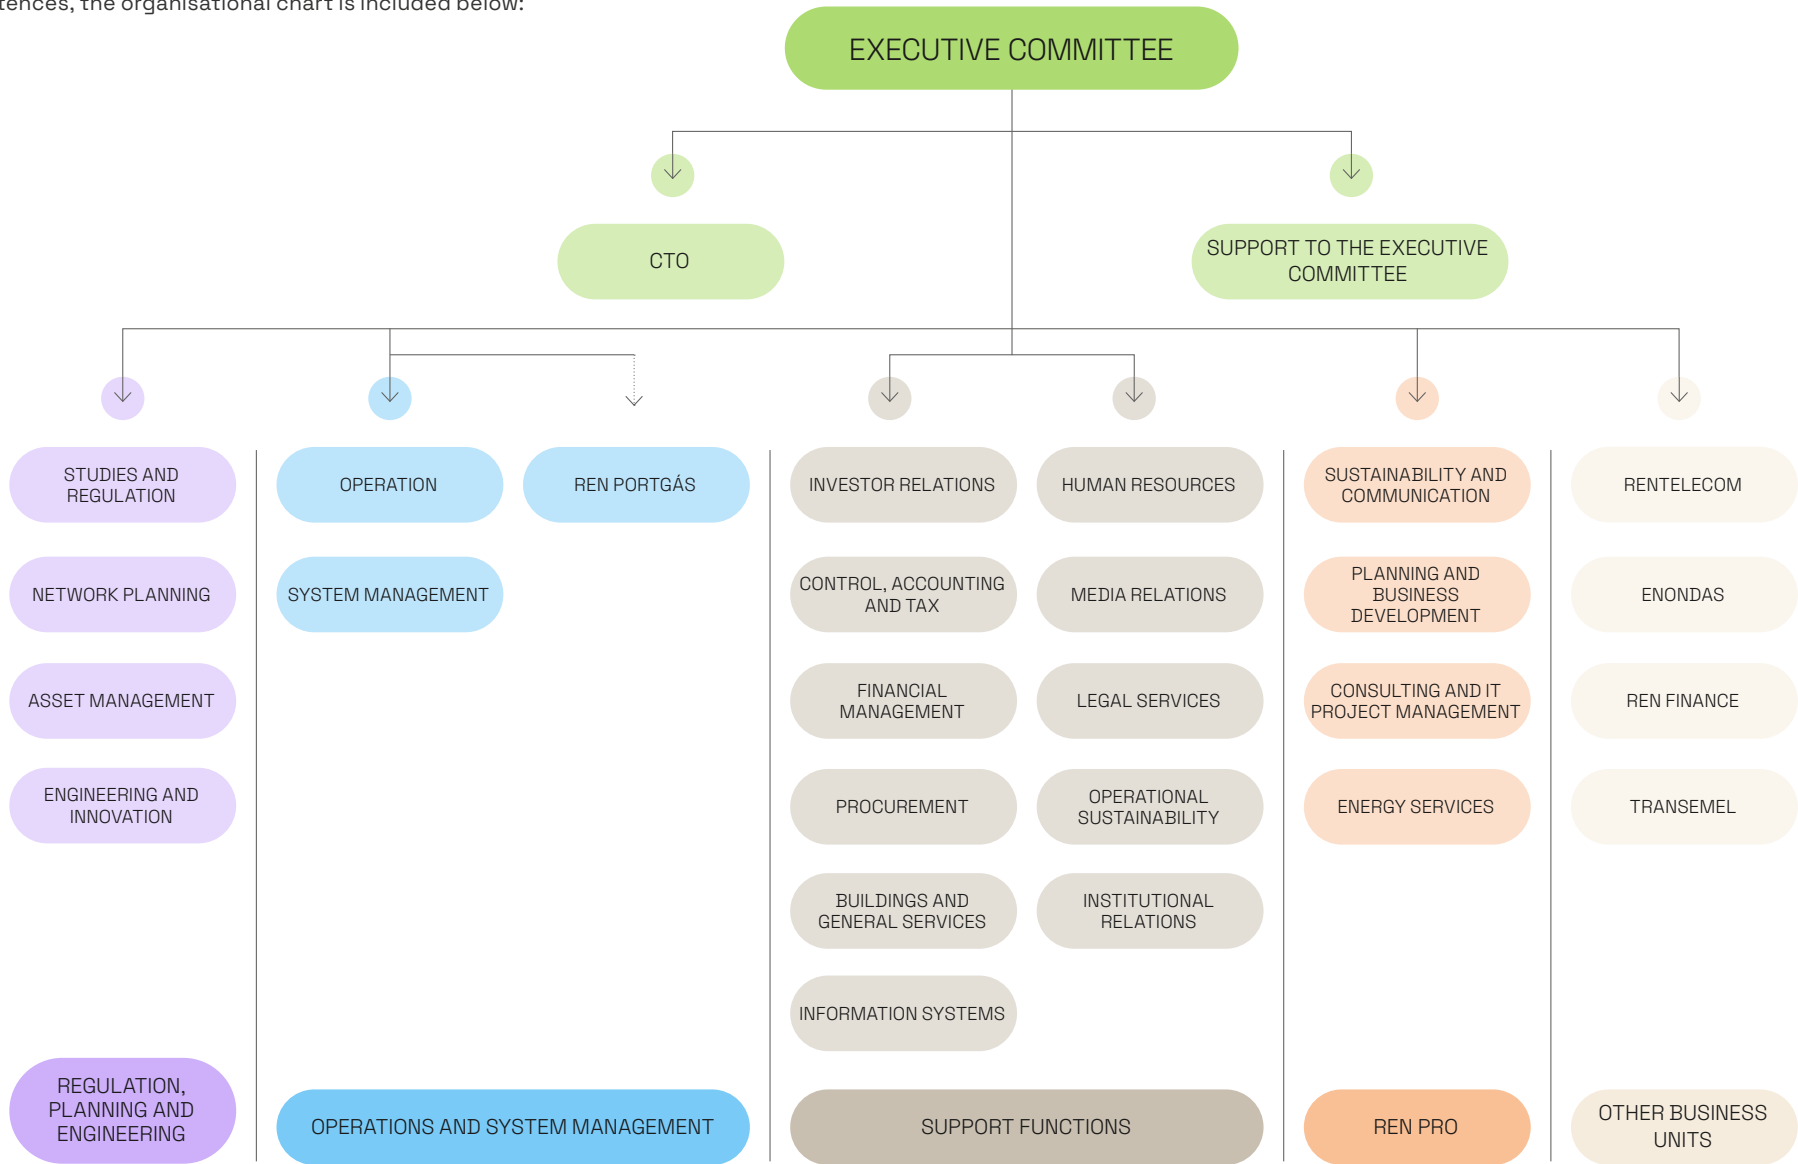 the organisational chart is included below:
EXECUTIVE COMMITTEE
CTO
SUPPORT TO THE EXECUTIVE
COMMITTEE
STUDIES AND
REGULATION
NETWORK PLANNING
ASSET MANAGEMENT
ENGINEERING AND
INNOVATION
REGULATION,
PLANNING AND
ENGINEERING
OPERATION
SYSTEM MANAGEMENT
REN PORTGÁS
OPERATIONS AND SYSTEM MANAGEMENT
INVESTOR RELATIONS
CONTROL, ACCOUNTING
AND TAX
FINANCIAL
MANAGEMENT
PROCUREMENT
BUILDINGS AND
GENERAL SERVICES
INFORMATION SYSTEMS
HUMAN RESOURCES
MEDIA RELATIONS
LEGAL SERVICES
OPERATIONAL
SUSTAINABILITY
INSTITUTIONAL
RELATIONS
SUPPORT FUNCTIONS
SUSTAINABILITY AND
COMMUNICATION
PLANNING AND
BUSINESS
DEVELOPMENT
CONSULTING AND IT
PROJECT MANAGEMENT
ENERGY SERVICES
REN PRO
RENTELECOM
ENONDAS
REN FINANCE
TRANSEMEL
OTHER BUSINESS
UNITS